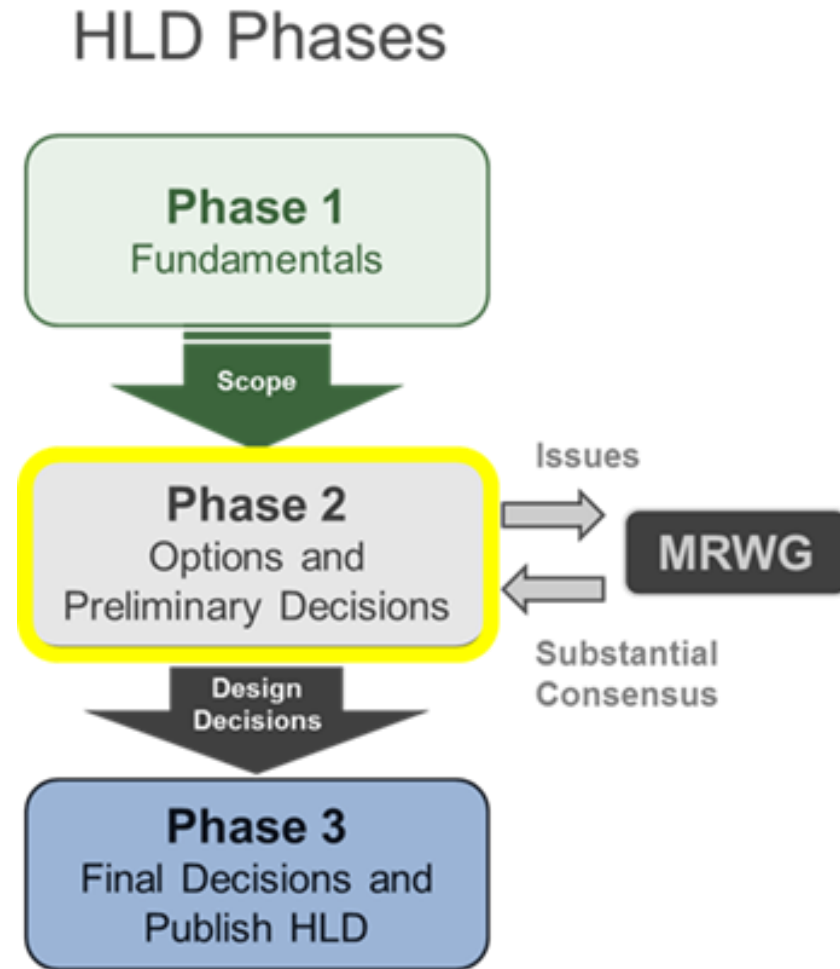 HLD Phases
Phase 1
Fundamentals
Scope
Phase 2
Options and
Preliminary Decisions
Issues
MRWG
Substantial
Consensus
Design
Decisions
Phase 3
Final Decisions and
Publish HLD